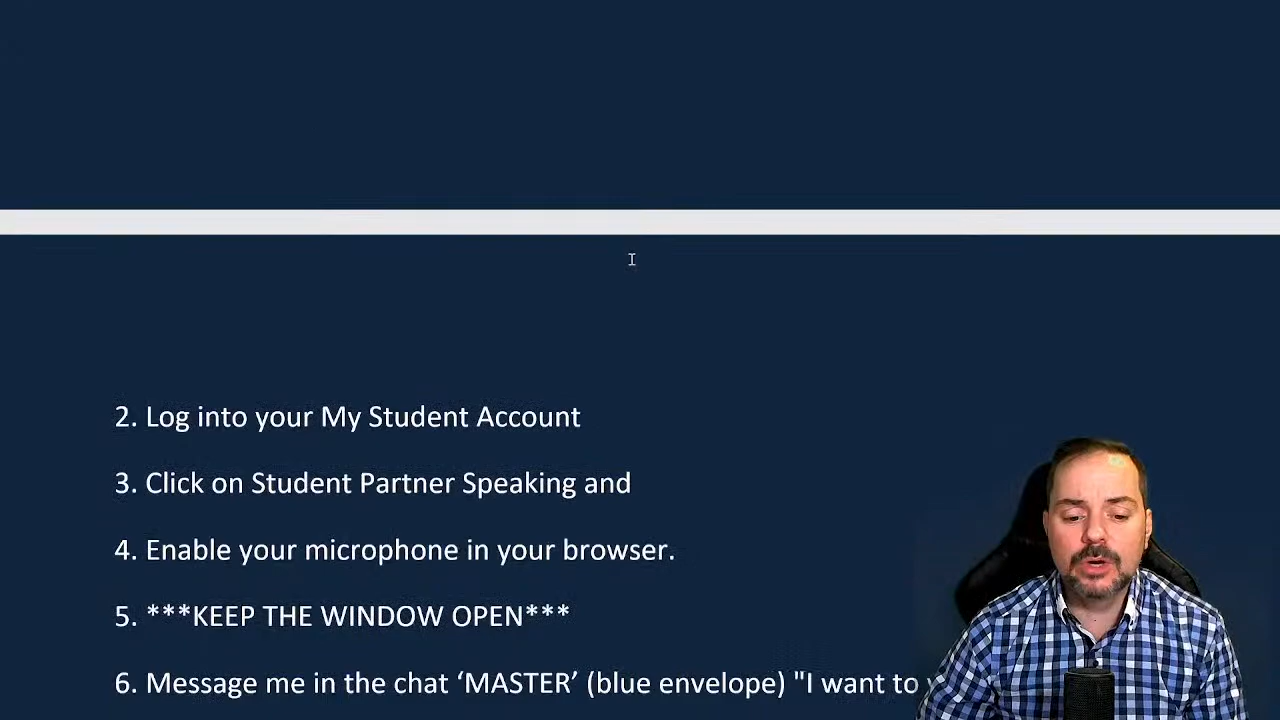 2. Log into your My Student Account
3. Click on Student Partner Speaking and
4. Enable your microphone in your browser.
5. ***KEEP THE WINDOW OPEN***
6. Message me in the chat ‘MASTER’ (blue envelope) "I want to